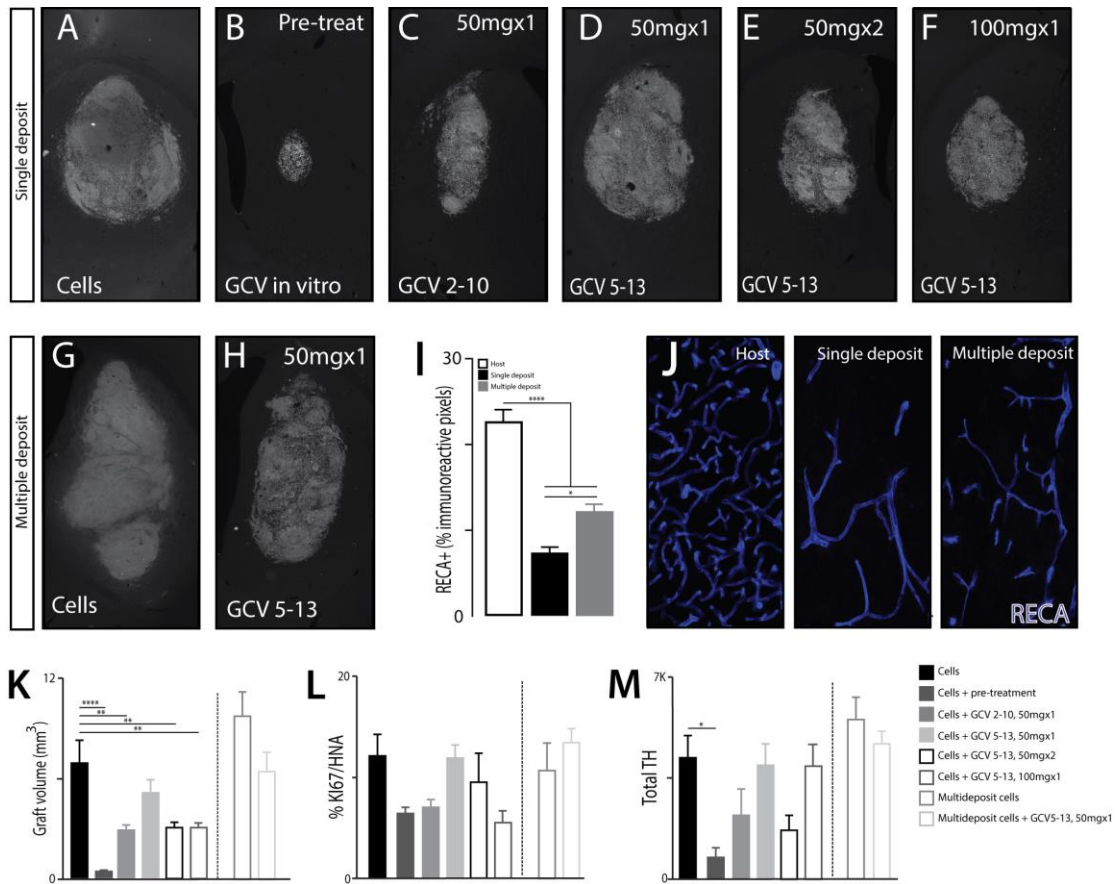 Single deposit
A
Cells
B
Pre-treat
GCV in vitro
C
50mgx1
GCV 2-10
D
50mgx1
GCV 5-13
E
50mgx2
GCV 5-13
F
100mgx1
GCV 5-13
Multiple deposit
G
Cells
H
50mgx1
GCV 5-13
I
30
0
RECA+ (% immunoreactive pixels)
Host
Single deposit
Multiple deposit
****
*
J
Host
Single deposit
Multiple deposit
RECA
K
12
0
Graft volume (mm3)
****
**
**
**
L
20
0
% KI67/HNA
M
7K
0
Total TH
*
Cells
Cells + pre-treatment
Cells + GCV 2-10, 50mgx1
Cells + GCV 5-13, 50mgx1
Cells + GCV 5-13, 50mgx2
Cells + GCV 5-13, 100mgx1
Multideposit cells
Multideposit cells + GCV5-13, 50mgx1